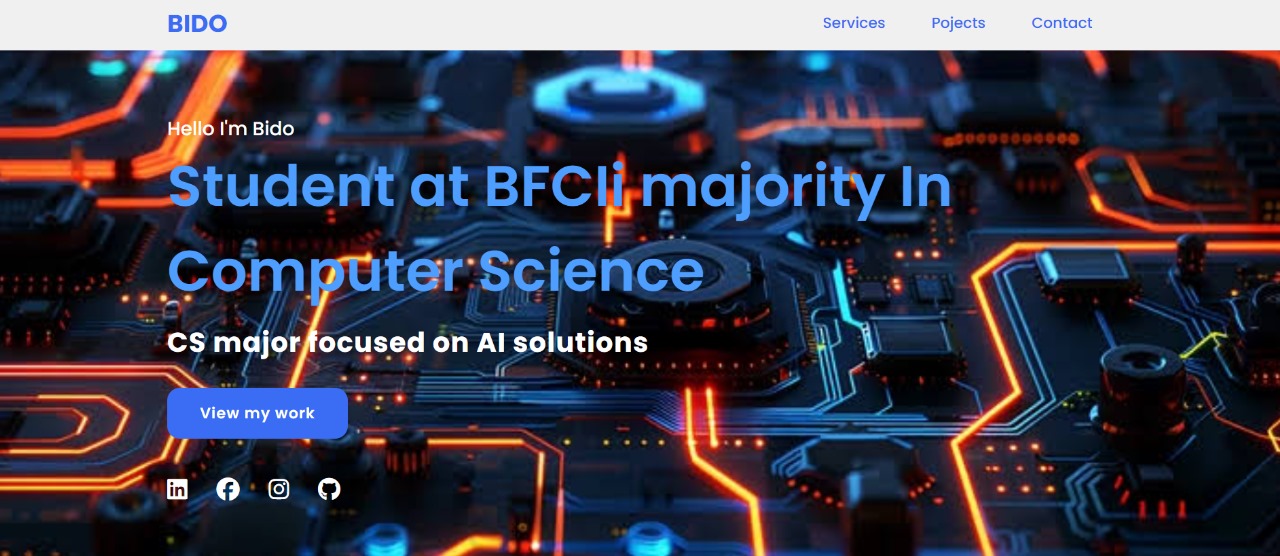 BIDO
Services Pojects Contact
Hello I'm Bido
Student at BFCIi majority In
Computer Science
CS major focused on AI solutions
View my work